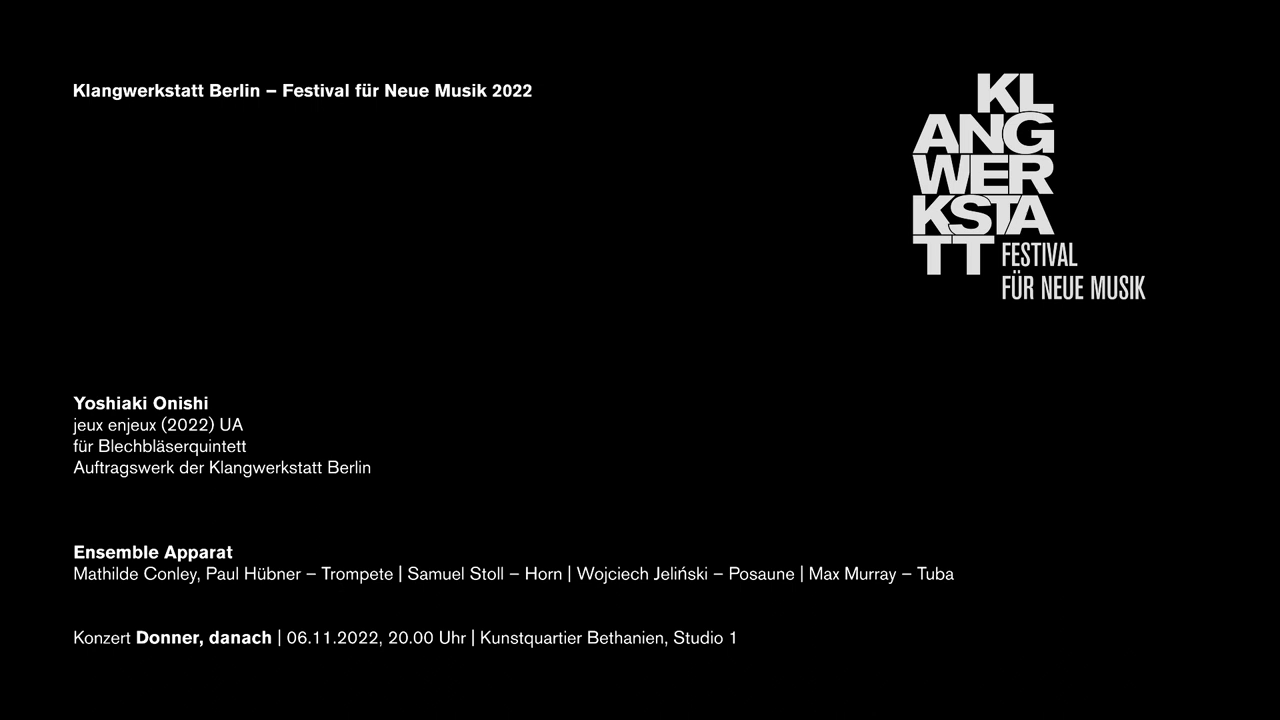 Klangwerkstatt Berlin – Festival für Neue Musik 2022
KL
ANG
WER
KSTA
TT
FESTIVAL
FÜR NEUE MUSIK
Yoshiaki Onishi
jeux enjeux (2022) UA
für Blechbläserquintett
Auftragswerk der Klangwerkstatt Berlin
Ensemble Apparat
Mathilde Conley, Paul Hübner – Trompete | Samuel Stoll – Horn | Wojciech Jeliński – Posaune | Max Murray – Tuba
Konzert Donner, danach | 06.11.2022, 20.00 Uhr | Kunstquartier Bethanien, Studio 1